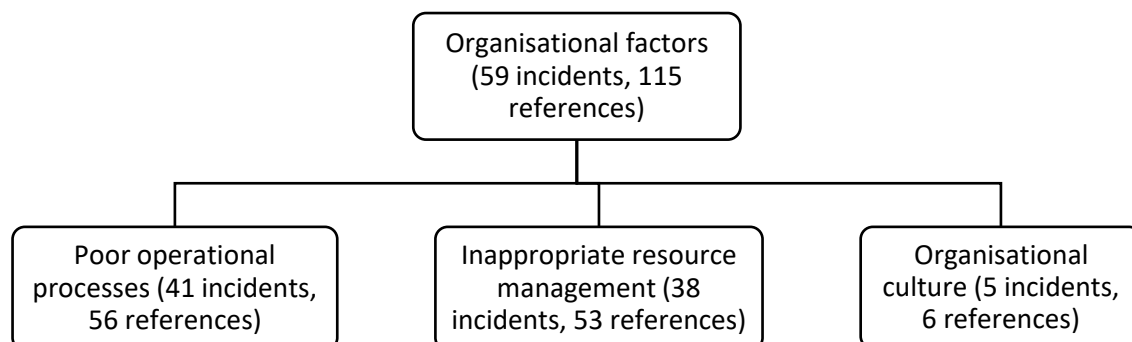 Organisational factors
(59 incidents, 115
references)
Poor operational
processes (41 incidents,
56 references)
Inappropriate resource
management (38
incidents, 53 references)
Organisational
culture (5 incidents,
6 references)